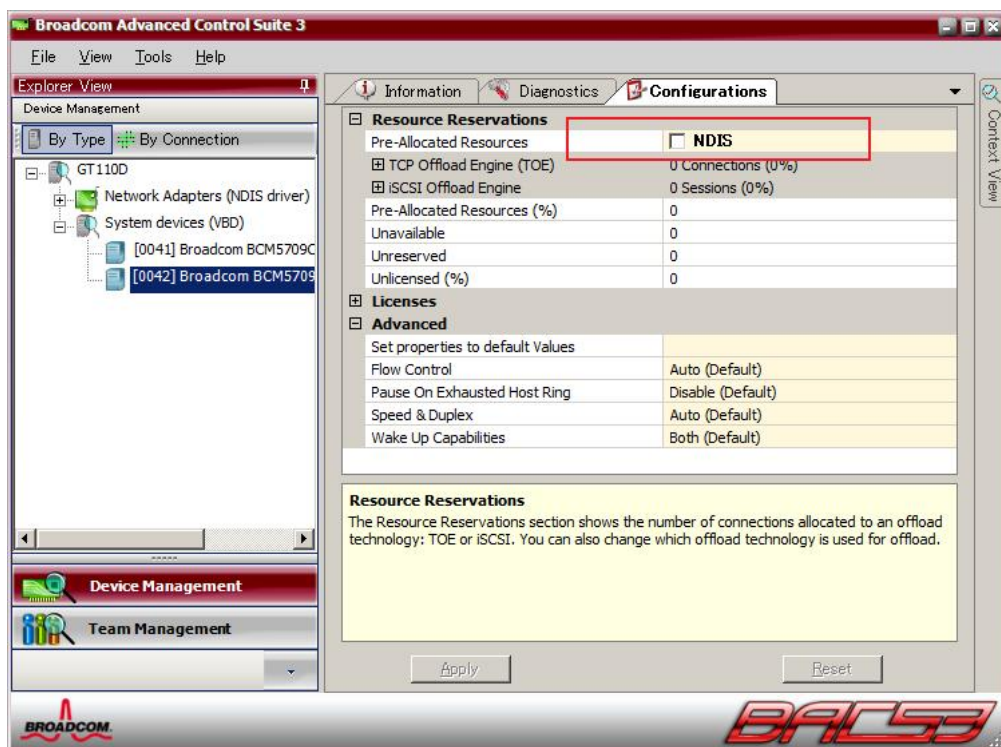 Broadcom Advanced Control Suite 3
File View Tools Help
Explorer View
Device Management
By Type By Connection
GT110D
Network Adapters (NDIS driver)
System devices (VBD)
[0041] Broadcom BCM5709C
[0042] Broadcom BCM5709
Device Management
Team Management
Information Diagnostics Configurations
Resource Reservations
Pre-Allocated Resources NDIS
TCP Offload Engine (TOE) 0 Connections (0%)
iSCSI Offload Engine 0 Sessions (0%)
Pre-Allocated Resources (%) 0
Unavailable 0
Unreserved 0
Unlicensed (%) 0
Licenses
Advanced
Set properties to default Values
Flow Control Auto (Default)
Pause On Exhausted Host Ring Disable (Default)
Speed & Duplex Auto (Default)
Wake Up Capabilities Both (Default)
Resource Reservations
The Resource Reservations section shows the number of connections allocated to an offload
technology: TOE or iSCSI. You can also change which offload technology is used for offload.
Apply Reset
Context View
BROADCOM.
BACS3